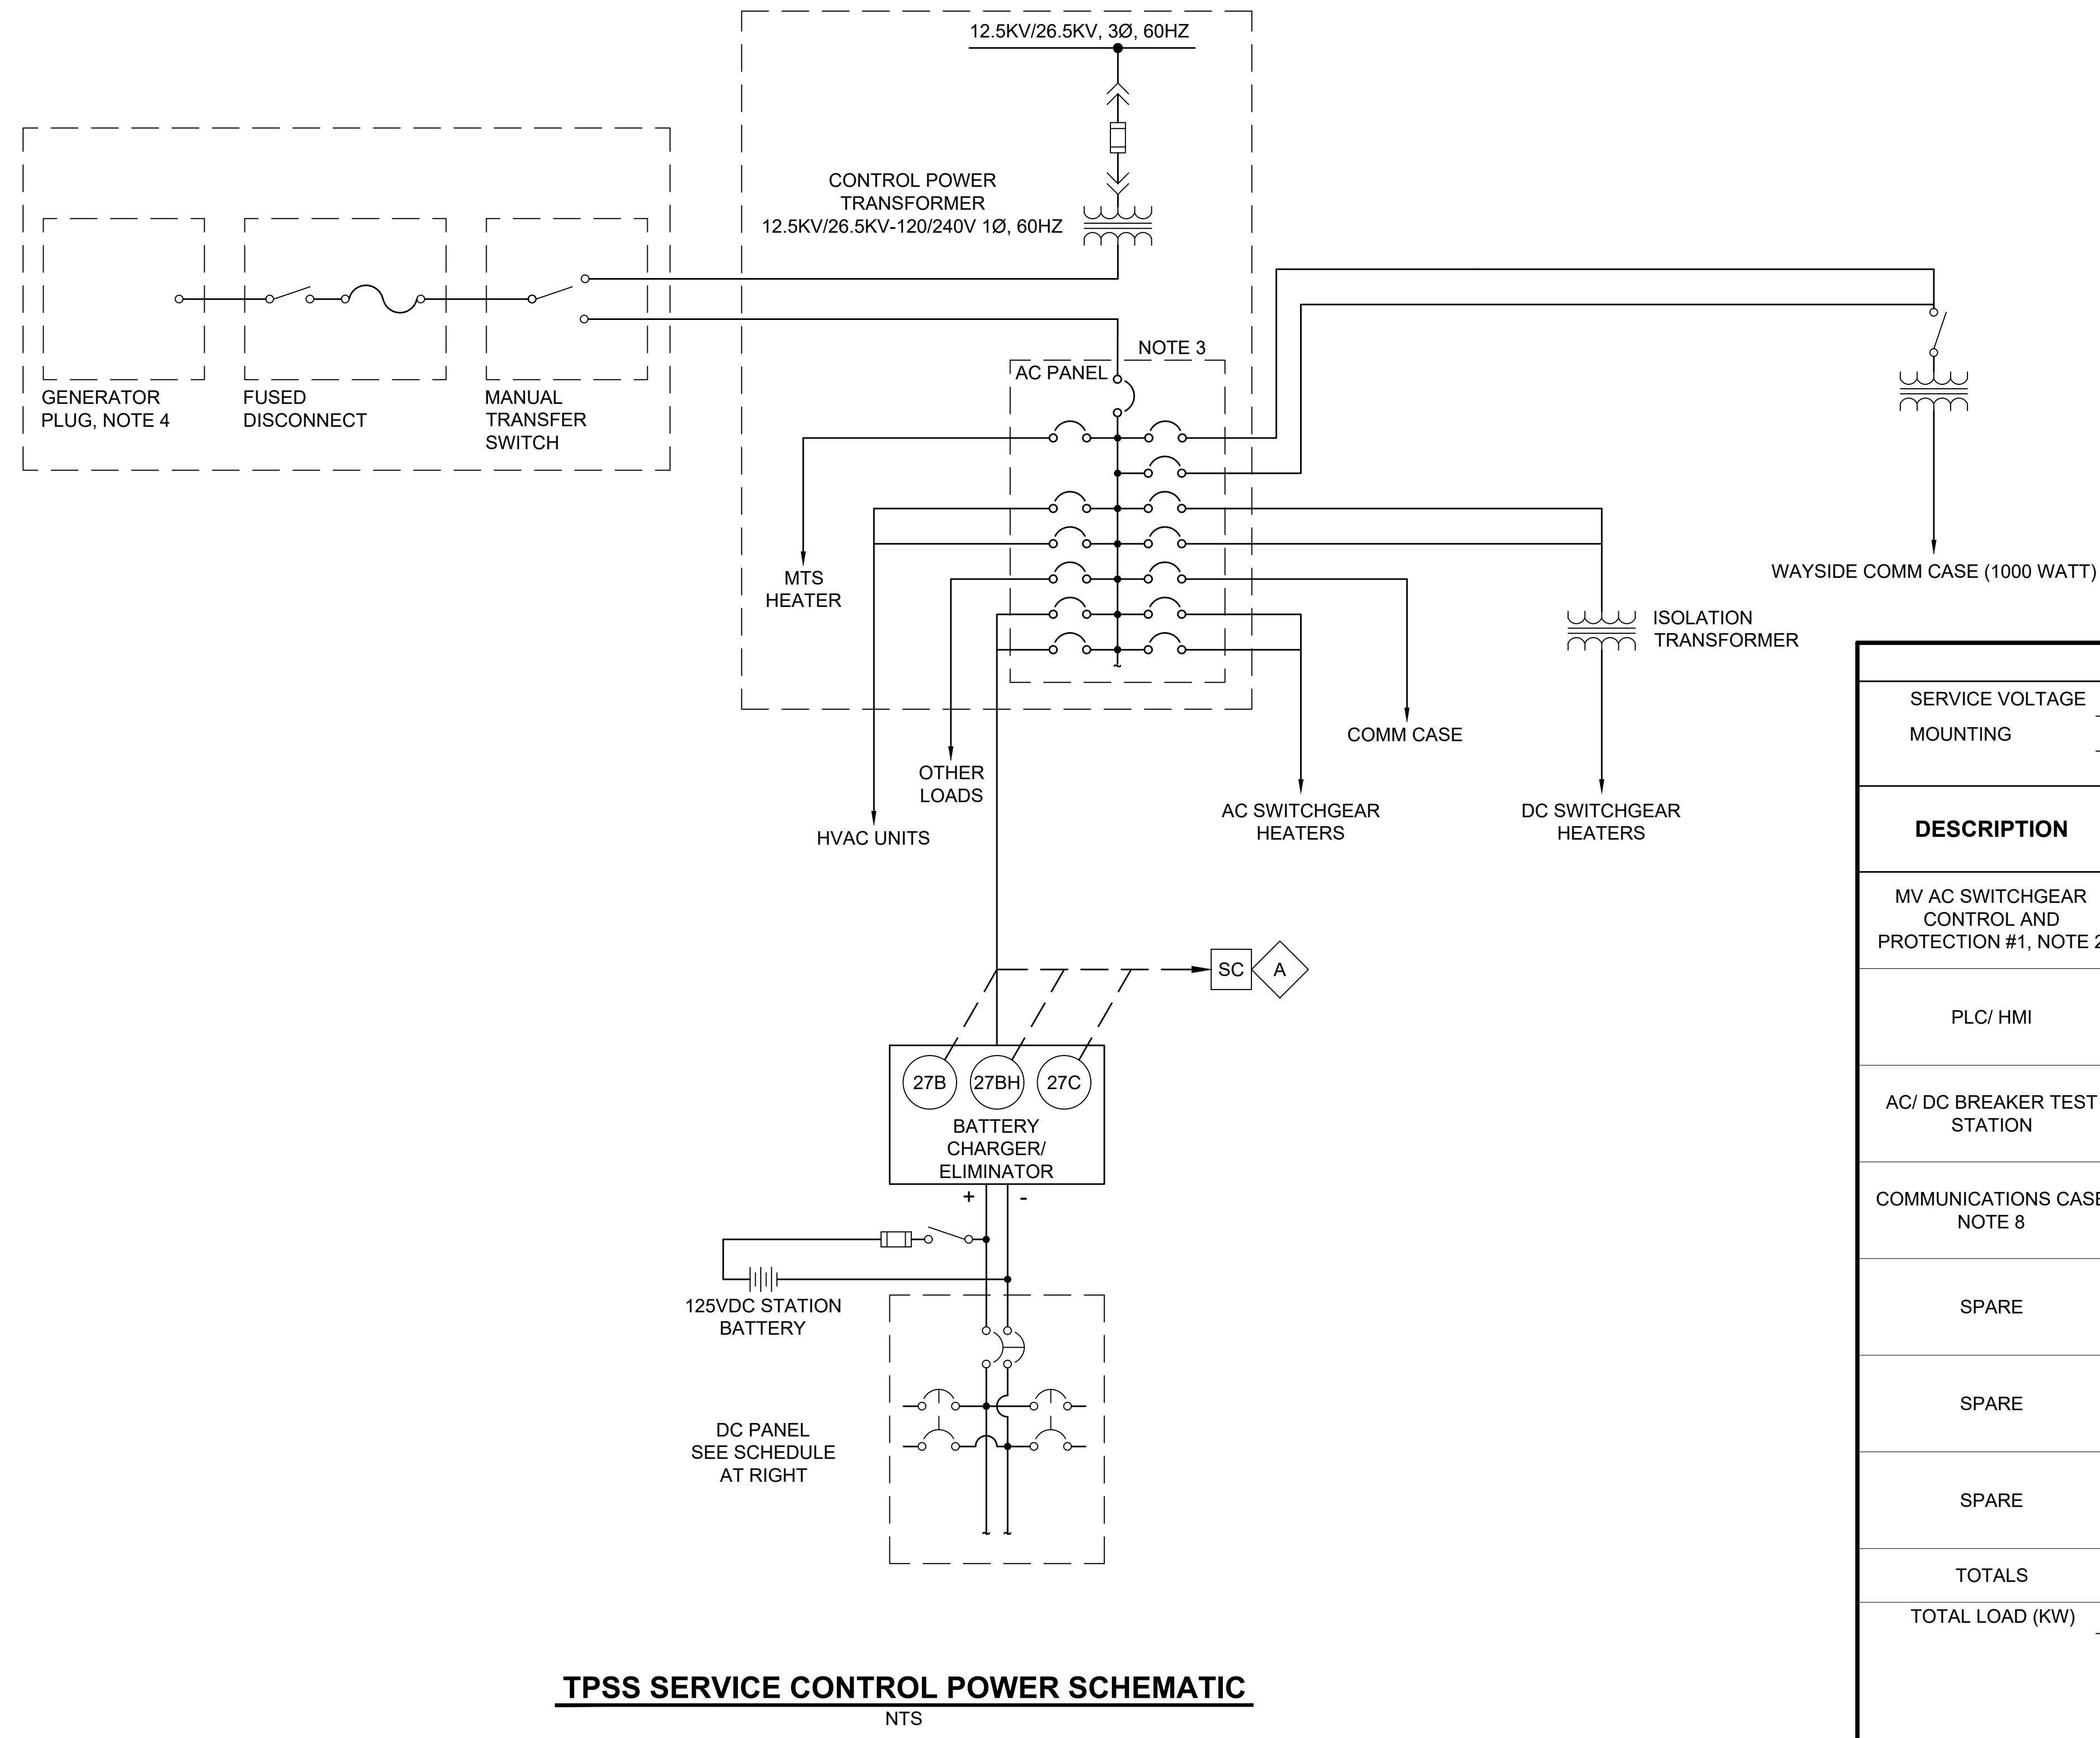 12.5KV/26.5KV, 3Ø, 60HZ
CONTROL POWER
TRANSFORMER
12.5KV/26.5KV-120/240V 1Ø, 60HZ
GENERATOR
PLUG, NOTE 4
FUSED
DISCONNECT
MANUAL
TRANSFER
SWITCH
NOTE 3
AC PANEL
MTS
HEATER
WAYSIDE COMM CASE (1000 WATT)
ISOLATION
TRANSFORMER
COMM CASE
OTHER
LOADS
HVAC UNITS
AC SWITCHGEAR
HEATERS
DC SWITCHGEAR
HEATERS
SC
A
27B
27BH
27C
BATTERY
CHARGER/
ELIMINATOR
+
-
125VDC STATION
BATTERY
DC PANEL
SEE SCHEDULE
AT RIGHT
TPSS SERVICE CONTROL POWER SCHEMATIC
NTS
SERVICE VOLTAGE
MOUNTING
DESCRIPTION
MV AC SWITCHGEAR
CONTROL AND
PROTECTION #1, NOTE 2
PLC/ HMI
AC/ DC BREAKER TEST
STATION
COMMUNICATIONS CASE
NOTE 8
SPARE
SPARE
SPARE
TOTALS
TOTAL LOAD (KW)